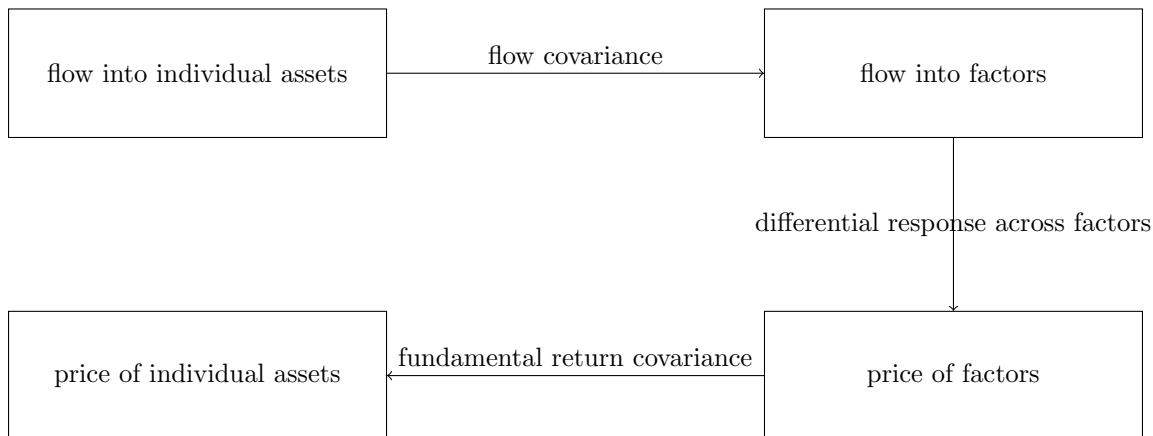 flow into individual assets
flow covariance
flow into factors
differential response across factors
price of individual assets
fundamental return covariance
price of factors